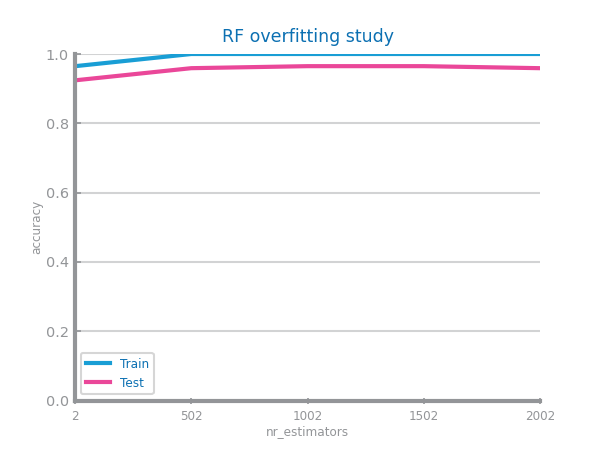 RF overfitting study
1.0
0.8
0.6
0.4
0.2
0.0
accuracy
Train
Test
2 502 1002 1502 2002
nr_estimators